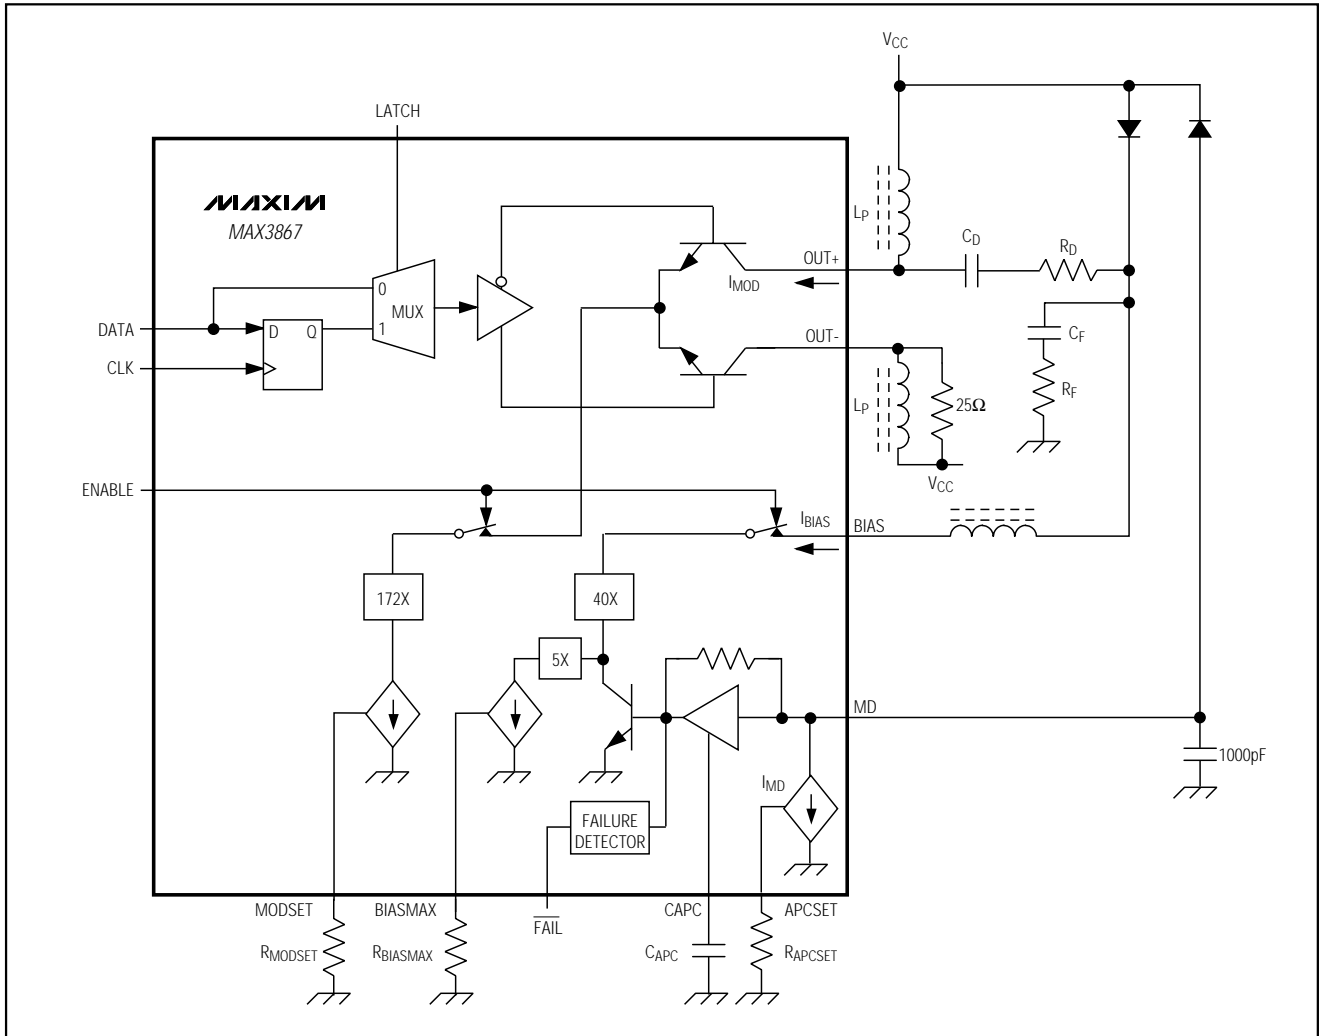 VCC
LATCH
MAXIM
MAX3867
LP
CD
RD
OUT+
IMOD
0
MUX
1
DATA
D Q
CLK
OUT-
CF
RF
LP
25Ω
VCC
ENABLE
IBIAS
BIAS
172X
40X
5X
MD
1000pF
IMD
FAILURE
DETECTOR
MODSET
BIASMAX
FAIL
CAPC
APCSET
RMODSET
RBIASMAX
CAPC
RAPCSET